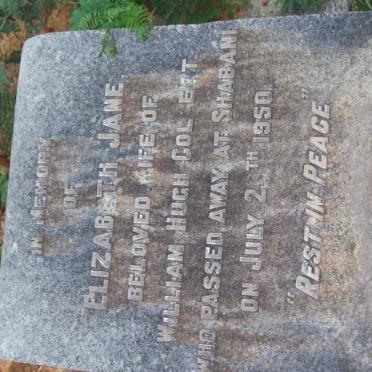 IN MEMORY
OF
ELIZABETH JANE,
BELOVED WIFE OF
WILLIAM HUGH
WHO PASSED AWAY AT SHABANI
ON JULY TH 1950.
"REST IN PEACE"